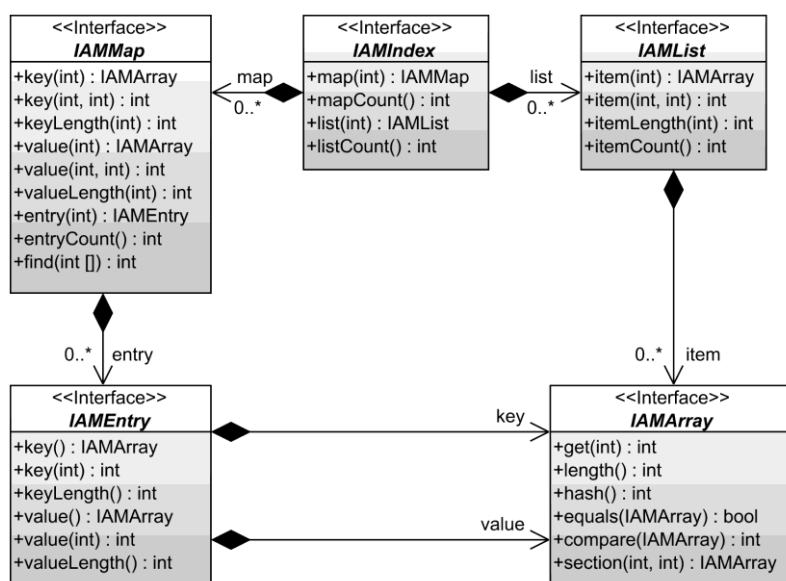 <<Interface>>
IAMMap
+key(int) : IAMArray
+key(int, int) : int
+keyLength(int) : int
+value(int) : IAMArray
+value(int, int) : int
+valueLength(int) : int
+entry(int) : IAMEntry
+entryCount() : int
+find(int []) : int
map
0..*
<<Interface>>
IAMIndex
+map(int) : IAMMap
+mapCount() : int
+list(int) : IAMList
+listCount() : int
list
0..*
<<Interface>>
IAMList
+item(int) : IAMArray
+item(int, int) : int
+itemLength(int) : int
+itemCount() : int
0..* entry
0..* item
<<Interface>>
IAMEntry
+key() : IAMArray
+key(int) : int
+keyLength() : int
+value() : IAMArray
+value(int) : int
+valueLength() : int
key
value
<<Interface>>
IAMArray
+get(int) : int
+length() : int
+hash() : int
+equals(IAMArray) : bool
+compare(IAMArray) : int
+section(int, int) : IAMArray